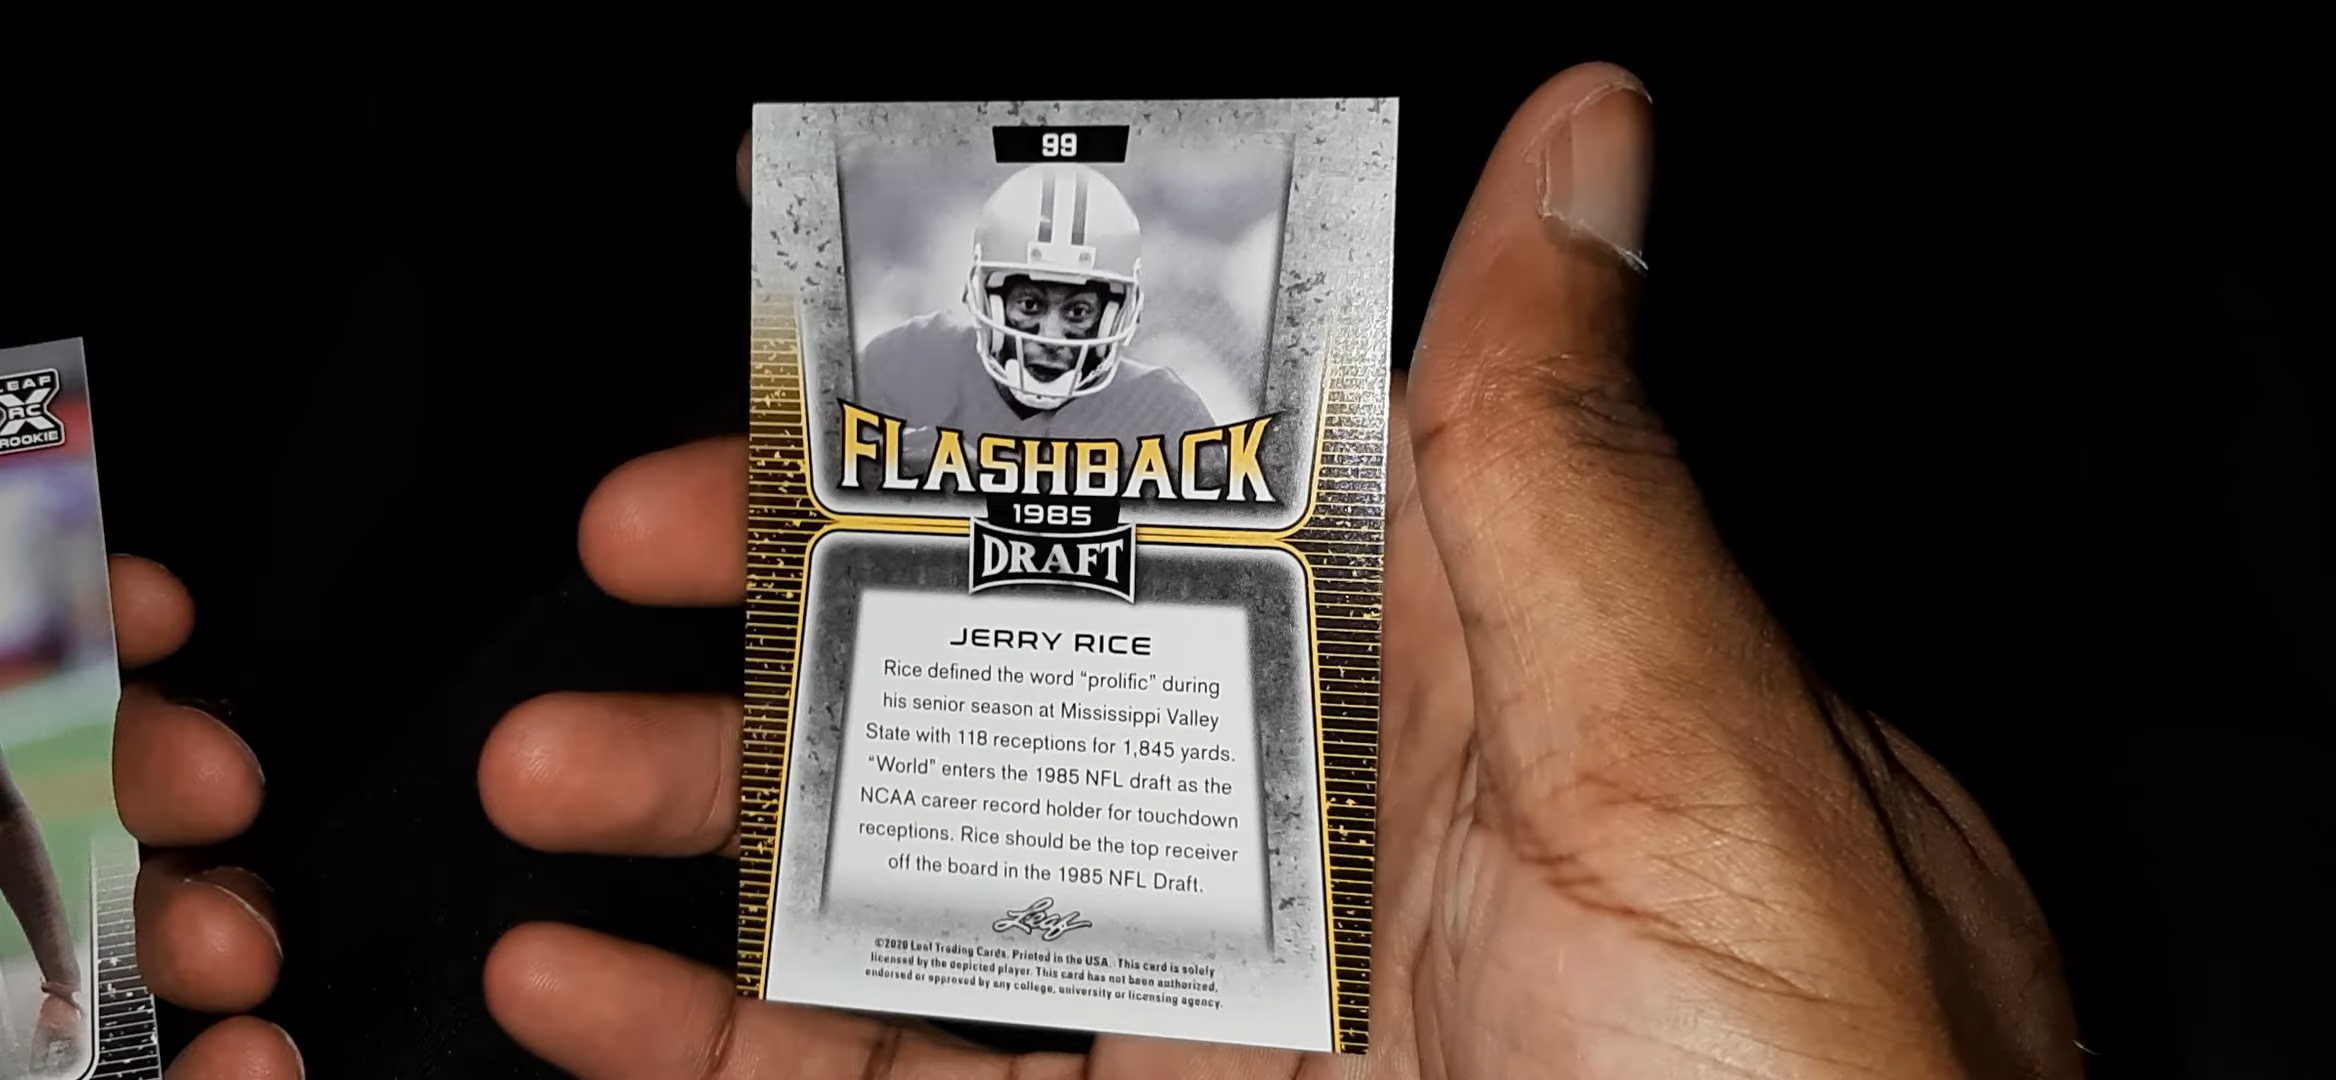 LEAF
RC
ROOKIE
99
FLASHBACK
1985
DRAFT
JERRY RICE
Rice defined the word “prolific” during
his senior season at Mississippi Valley
State with 118 receptions for 1,845 yards.
“World” enters the 1985 NFL draft as the
NCAA career record holder for touchdown
receptions. Rice should be the top receiver
off the board in the 1985 NFL Draft.
Leaf
©2020 Leaf Trading Cards. Printed in the USA. This card is solely
licensed by the depicted player. This card has not been authorized,
endorsed or approved by any college, university or licensing agency.